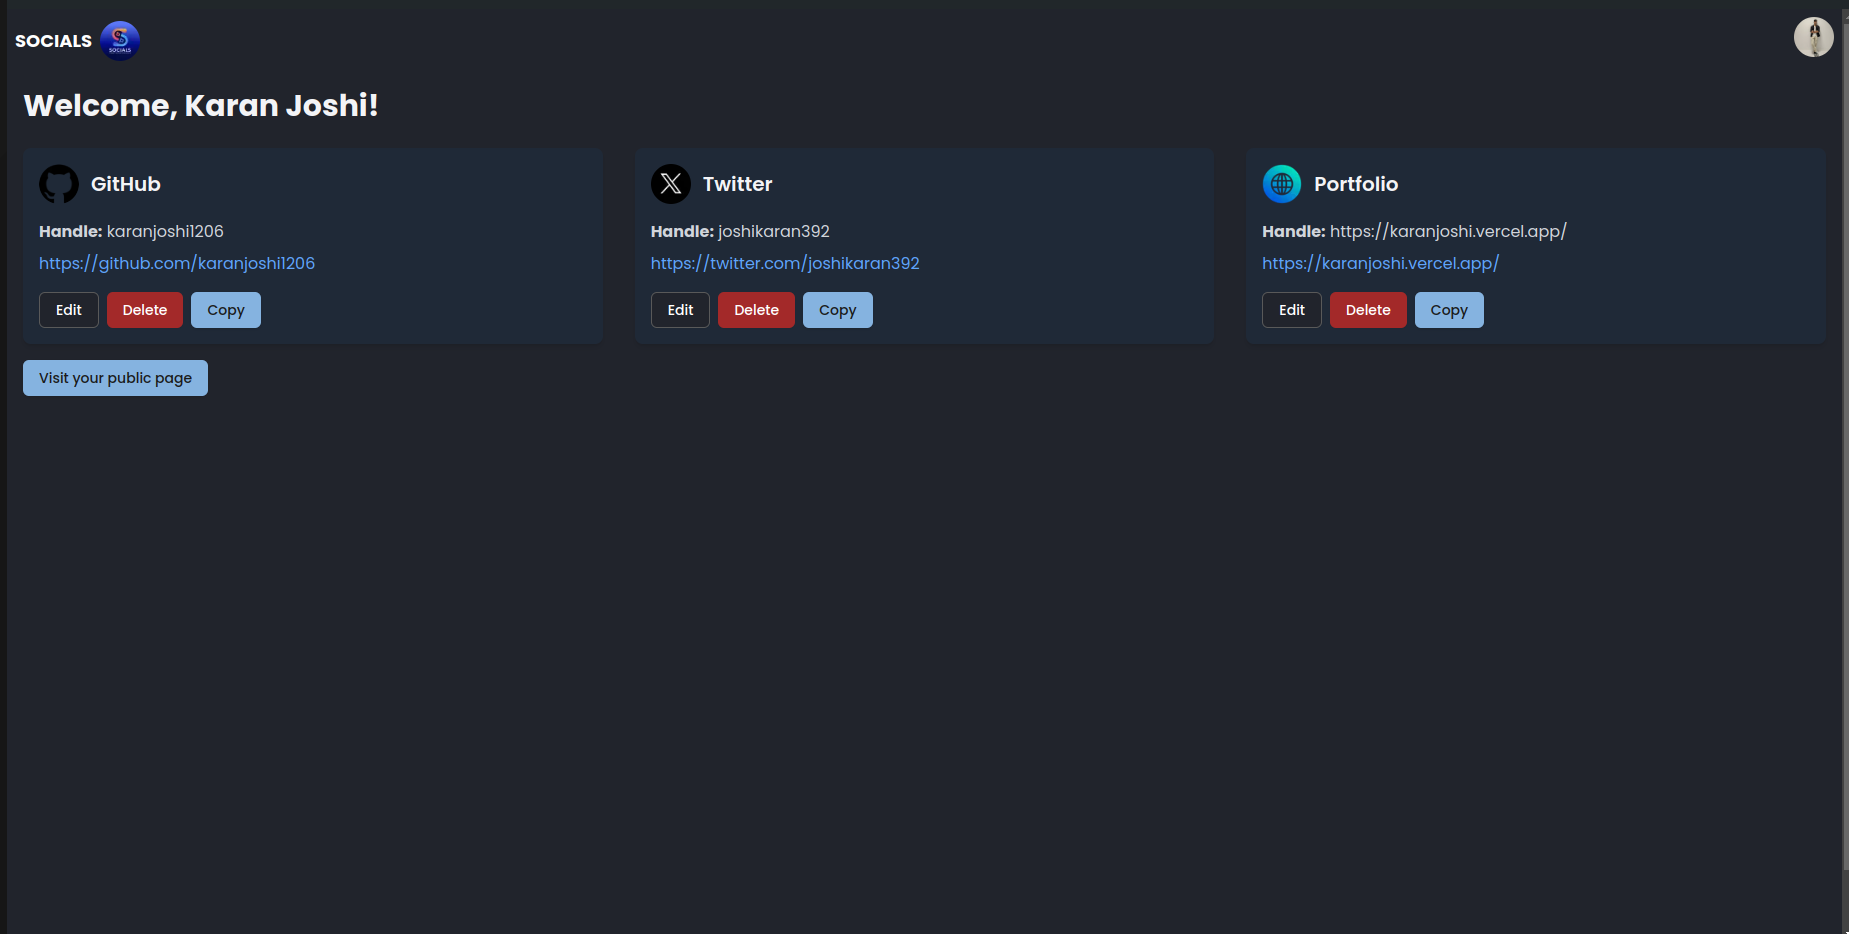 SOCIALS
SOCIALS
Welcome, Karan Joshi!
GitHub
Handle: karanjoshi1206
https://github.com/karanjoshi1206
Edit Delete Copy
Twitter
Handle: joshikaran392
https://twitter.com/joshikaran392
Edit Delete Copy
Portfolio
Handle: https://karanjoshi.vercel.app/
https://karanjoshi.vercel.app/
Edit Delete Copy
Visit your public page